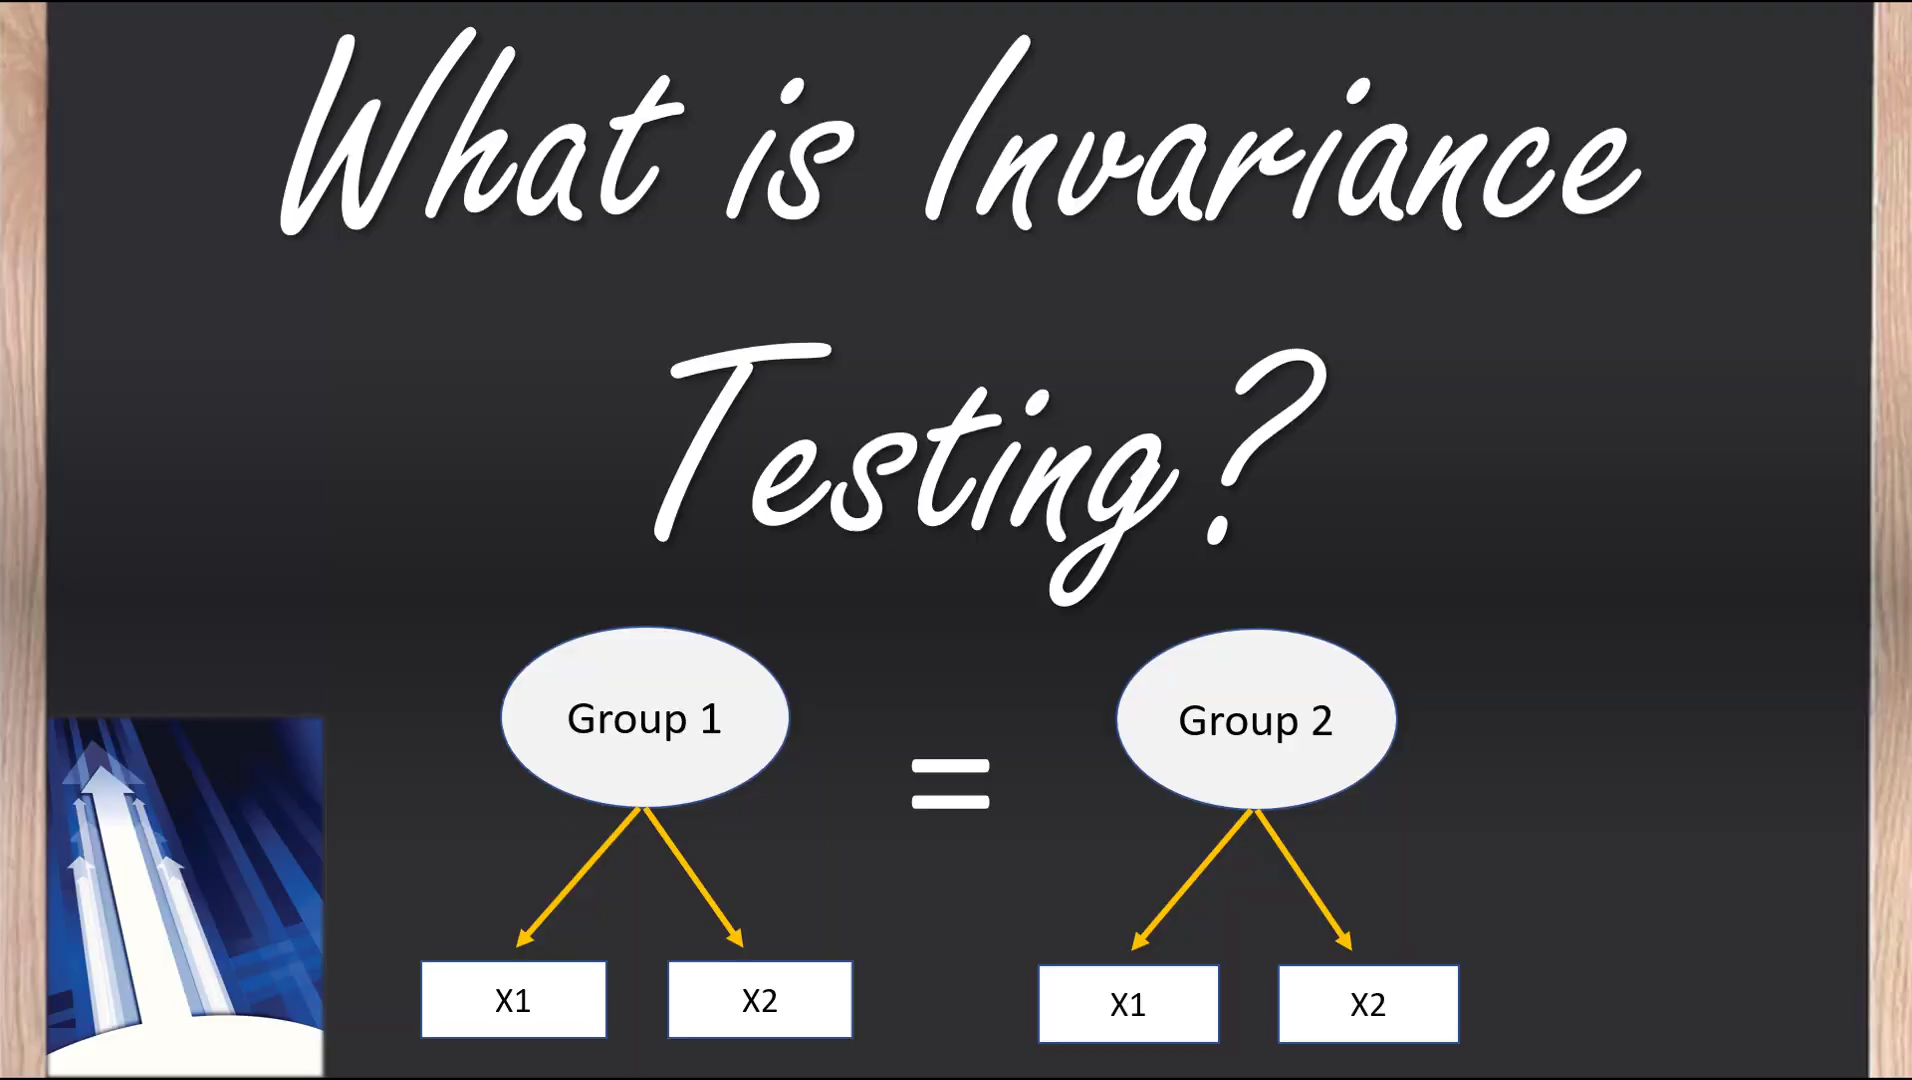 What is Invariance
Testing?
Group 1
Group 2
=
X1
X2
X1
X2